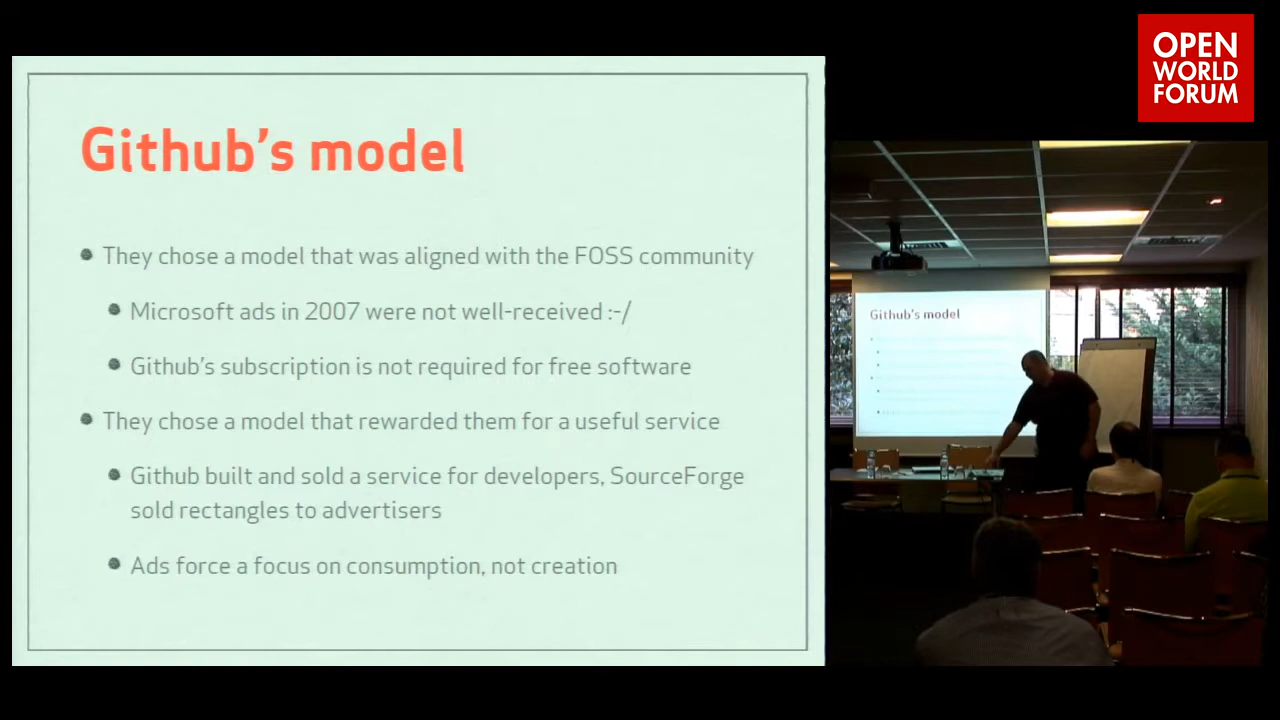 OPEN
WORLD
FORUM
Github's model
• They chose a model that was aligned with the FOSS community
• Microsoft ads in 2007 were not well-received :-/
• Github's subscription is not required for free software
• They chose a model that rewarded them for a useful service
• Github built and sold a service for developers, SourceForge
sold rectangles to advertisers
• Ads force a focus on consumption, not creation
Github's model